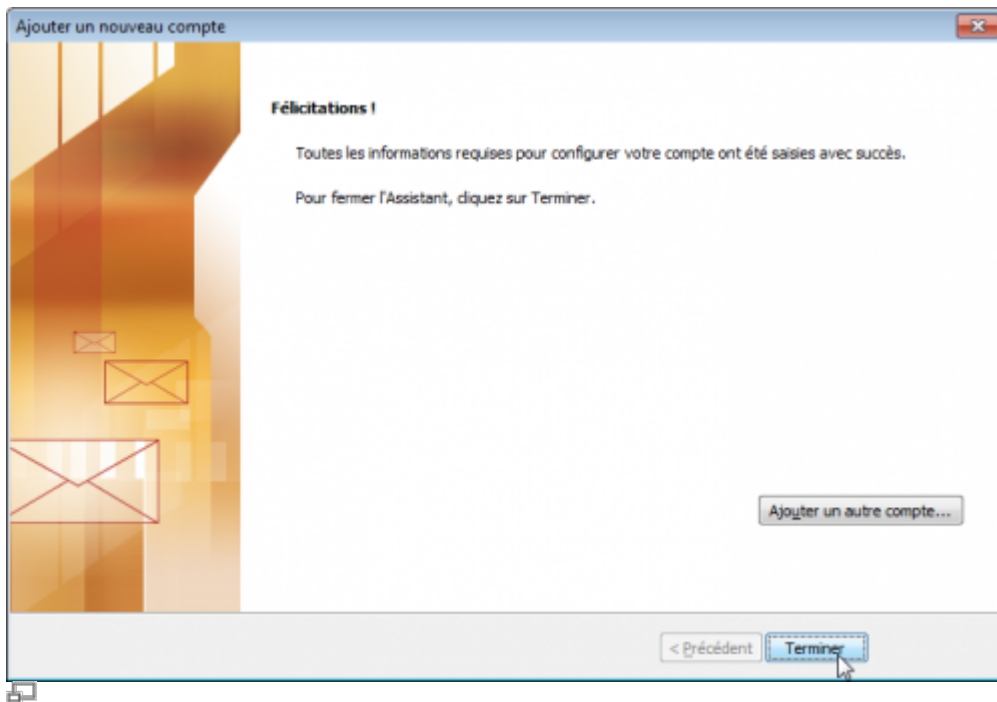 Ajouter un nouveau compte
Félicitations !
Toutes les informations requises pour configurer votre compte ont été saisies avec succès.
Pour fermer l'Assistant, cliquez sur Terminer.
Ajouter un autre compte...
< Précédent
Terminer